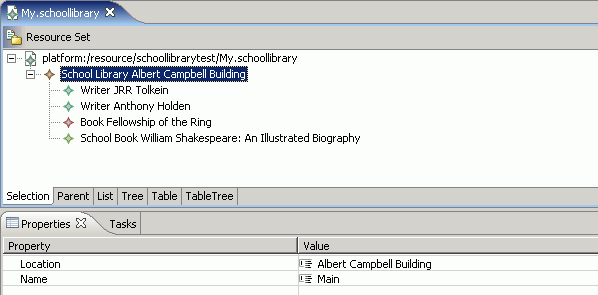 My.schoollibrary
Resource Set
platform:/resource/schoollibrarytest/My.schoollibrary
School Library Albert Campbell Building
Writer JRR Tolkein
Writer Anthony Holden
Book Fellowship of the Ring
School Book William Shakespeare: An Illustrated Biography
Selection Parent List Tree Table TableTree
Properties Tasks
Property Value
Location Albert Campbell Building
Name Main